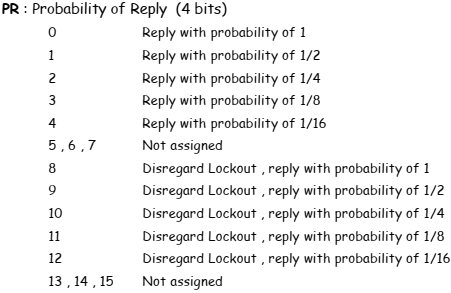 PR : Probability of Reply (4 bits)
0 Reply with probability of 1
1 Reply with probability of 1/2
2 Reply with probability of 1/4
3 Reply with probability of 1/8
4 Reply with probability of 1/16
5 , 6 , 7 Not assigned
8 Disregard Lockout , reply with probability of 1
9 Disregard Lockout , reply with probability of 1/2
10 Disregard Lockout , reply with probability of 1/4
11 Disregard Lockout , reply with probability of 1/8
12 Disregard Lockout , reply with probability of 1/16
13 , 14 , 15 Not assigned